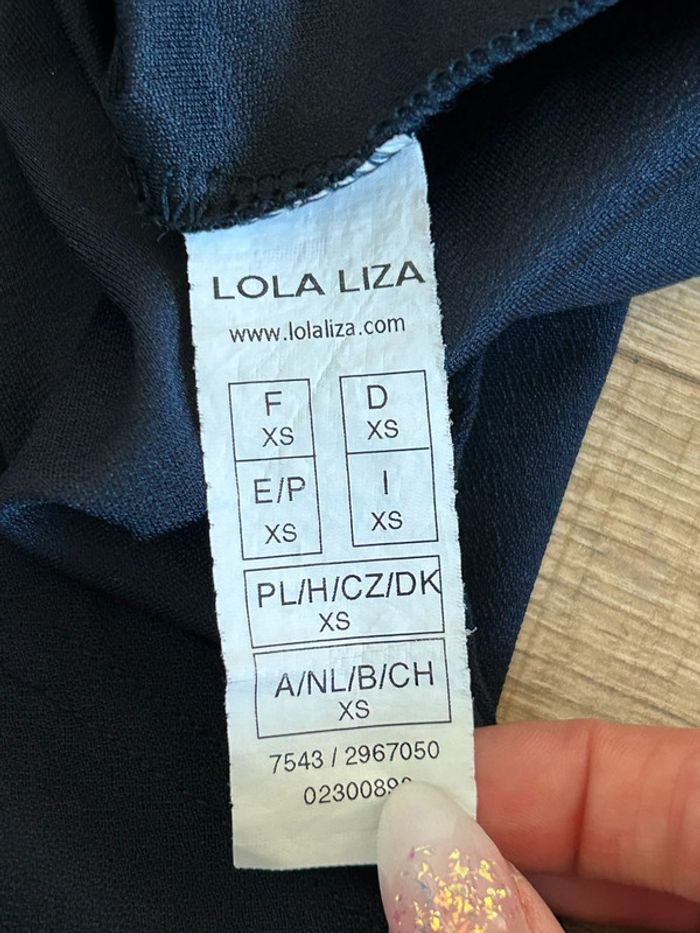 LOLA LIZA
www.lolaliza.com
F
XS
D
XS
E/P
XS
I
XS
PL/H/CZ/DK
XS
A/NL/B/CH
XS
7543 / 2967050